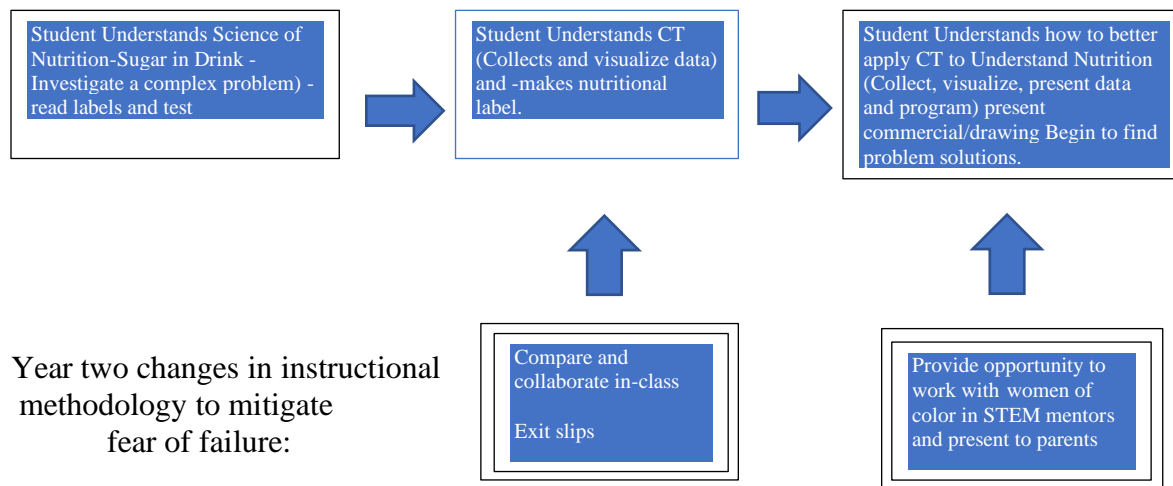 Student Understands Science of
Nutrition-Sugar in Drink -
Investigate a complex problem) -
read labels and test
Student Understands CT
(Collects and visualize data)
and -makes nutritional
label.
Student Understands how to better
apply CT to Understand Nutrition
(Collect, visualize, present data
and program) present
commercial/drawing Begin to find
problem solutions.
Year two changes in instructional
methodology to mitigate
fear of failure:
Compare and
collaborate in-class
Exit slips
Provide opportunity to
work with women of
color in STEM mentors
and present to parents